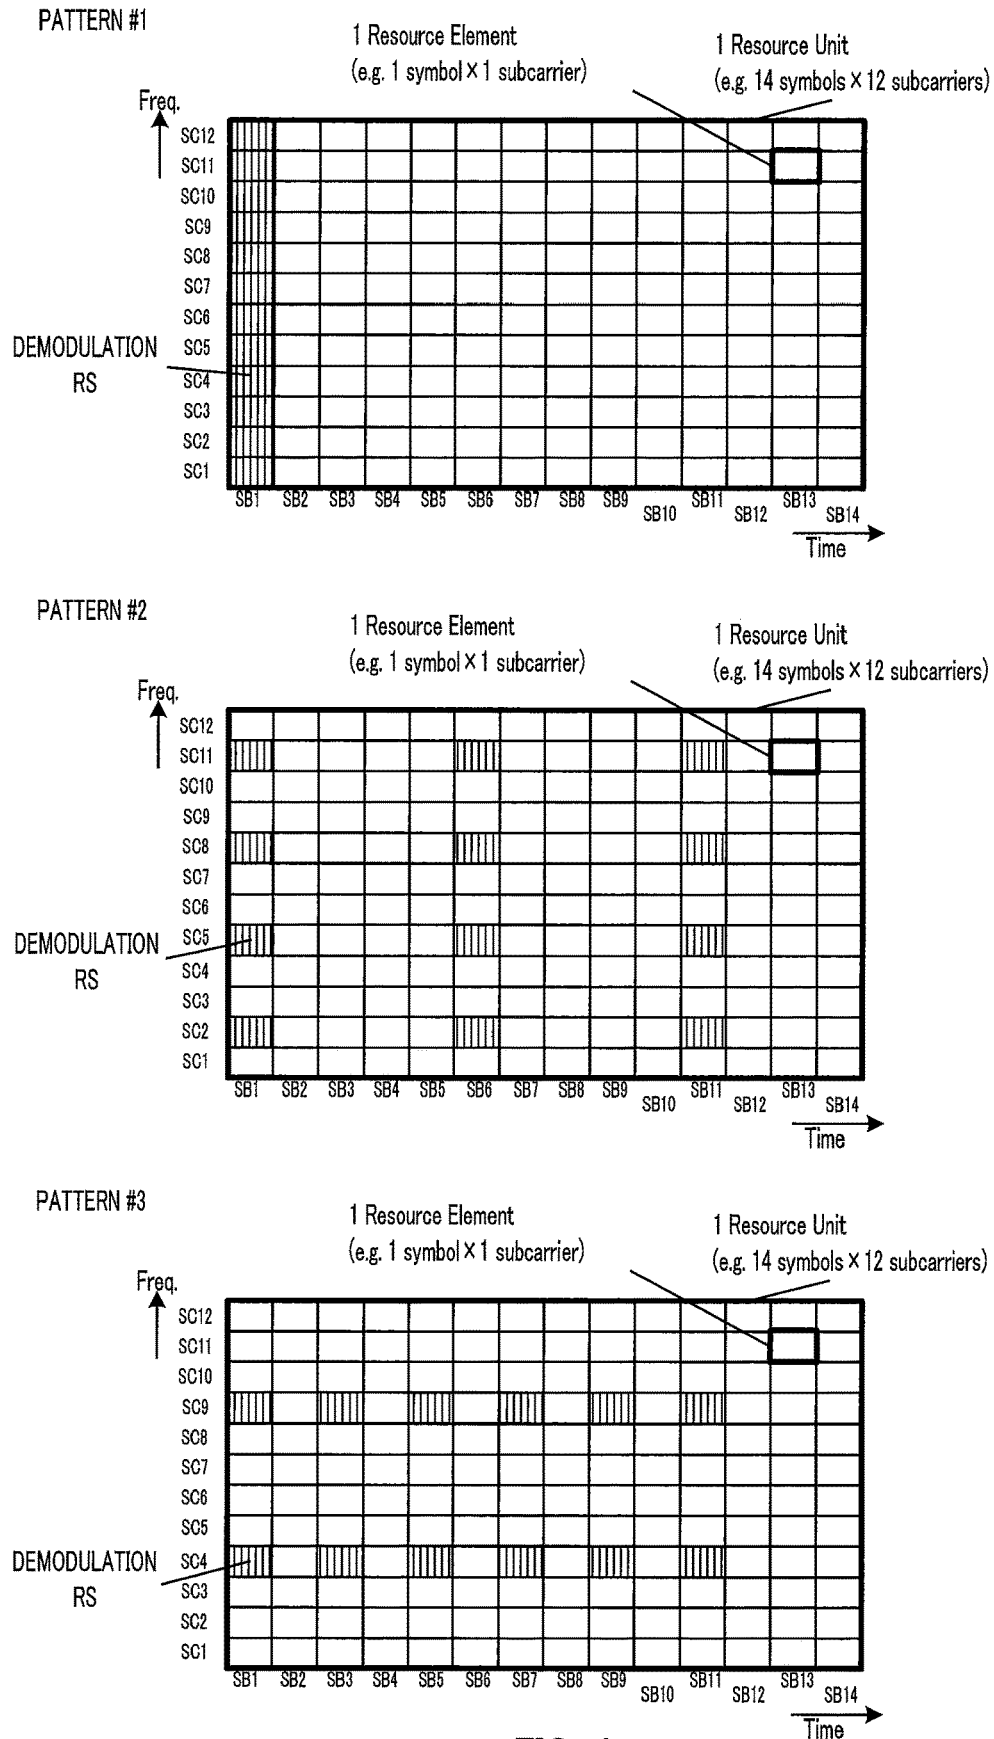 PATTERN #1
1 Resource Element
(e.g. 1 symbol×1 subcarrier)
1 Resource Unit
(e.g. 14 symbols×12 subcarriers)
Freq.
SC12
SC11
SC10
SC9
SC8
SC7
SC6
SC5
SC4
SC3
SC2
SC1
DEMODULATION
RS
SB1 SB2 SB3 SB4 SB5 SB6 SB7 SB8 SB9 SB10 SB11 SB12 SB13 SB14
Time
PATTERN #2
1 Resource Element
(e.g. 1 symbol×1 subcarrier)
1 Resource Unit
(e.g. 14 symbols×12 subcarriers)
Freq.
SC12
SC11
SC10
SC9
SC8
SC7
SC6
SC5
SC4
SC3
SC2
SC1
DEMODULATION
RS
SB1 SB2 SB3 SB4 SB5 SB6 SB7 SB8 SB9 SB10 SB11 SB12 SB13 SB14
Time
PATTERN #3
1 Resource Element
(e.g. 1 symbol×1 subcarrier)
1 Resource Unit
(e.g. 14 symbols×12 subcarriers)
Freq.
SC12
SC11
SC10
SC9
SC8
SC7
SC6
SC5
SC4
SC3
SC2
SC1
DEMODULATION
RS
SB1 SB2 SB3 SB4 SB5 SB6 SB7 SB8 SB9 SB10 SB11 SB12 SB13 SB14
Time